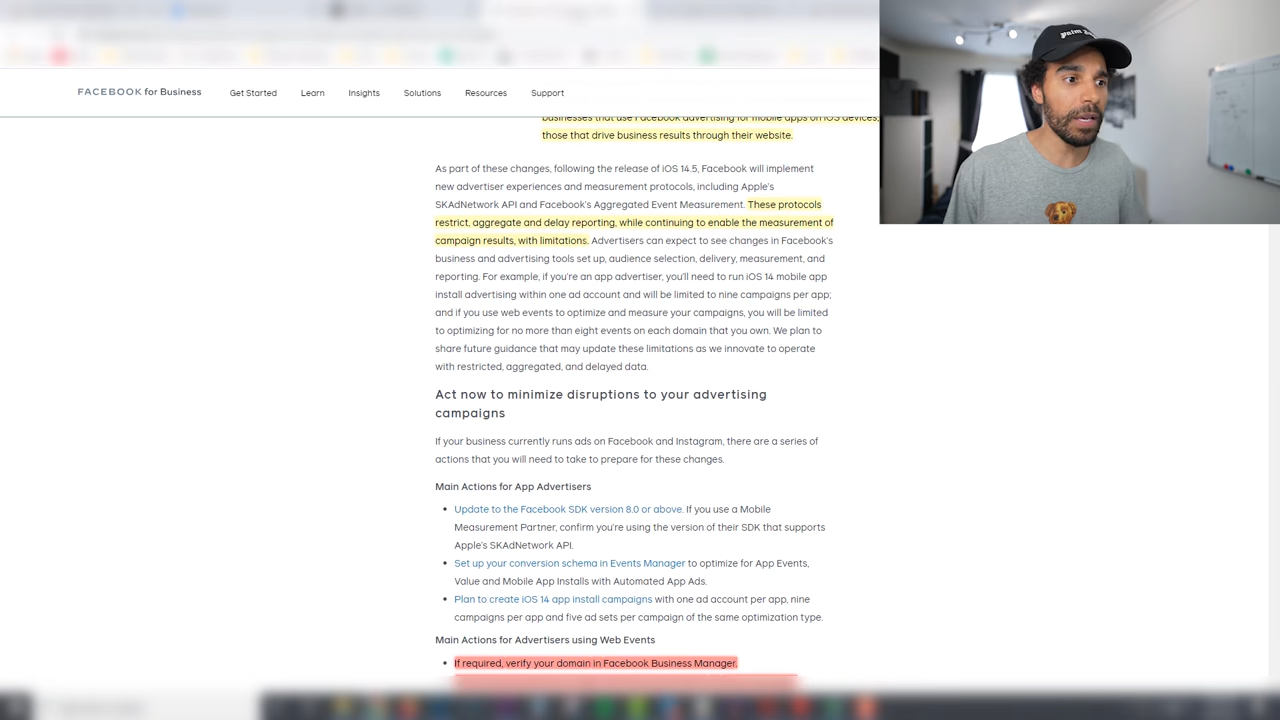 FACEBOOK for Business
Get Started
Learn
Insights
Solutions
Resources
Support
businesses that use Facebook advertising for mobile apps on iOS devices,
those that drive business results through their website.
As part of these changes, following the release of iOS 14.5, Facebook will implement
new advertiser experiences and measurement protocols, including Apple's
SKAdNetwork API and Facebook's Aggregated Event Measurement. These protocols
restrict, aggregate and delay reporting, while continuing to enable the measurement of
campaign results, with limitations. Advertisers can expect to see changes in Facebook's
business and advertising tools set up, audience selection, delivery, measurement, and
reporting. For example, if you're an app advertiser, you'll need to run iOS 14 mobile app
install advertising within one ad account and will be limited to nine campaigns per app;
and if you use web events to optimize and measure your campaigns, you will be limited
to optimizing for no more than eight events on each domain that you own. We plan to
share future guidance that may update these limitations as we innovate to operate
with restricted, aggregated, and delayed data.
Act now to minimize disruptions to your advertising
campaigns
If your business currently runs ads on Facebook and Instagram, there are a series of
actions that you will need to take to prepare for these changes.
Main Actions for App Advertisers
Update to the Facebook SDK version 8.0 or above. If you use a Mobile
Measurement Partner, confirm you're using the version of their SDK that supports
Apple's SKAdNetwork API.
Set up your conversion schema in Events Manager to optimize for App Events,
Value and Mobile App Installs with Automated App Ads.
Plan to create iOS 14 app install campaigns with one ad account per app, nine
campaigns per app and five ad sets per campaign of the same optimization type.
Main Actions for Advertisers using Web Events
If required, verify your domain in Facebook Business Manager.